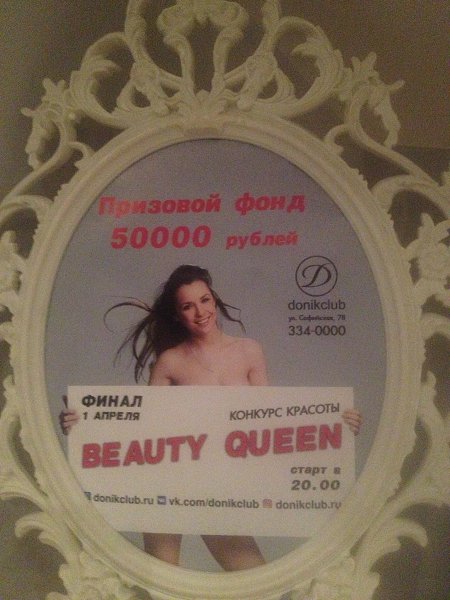 Призовой фонд
50000 рублей
D
donikclub
ул. Софийская, 78
334-0000
ФИНАЛ
1 АПРЕЛЯ
КОНКУРС КРАСОТЫ
BEAUTY QUEEN
старт в
20.00
donikclub.ru vk.com/donikclub donikclub.ru